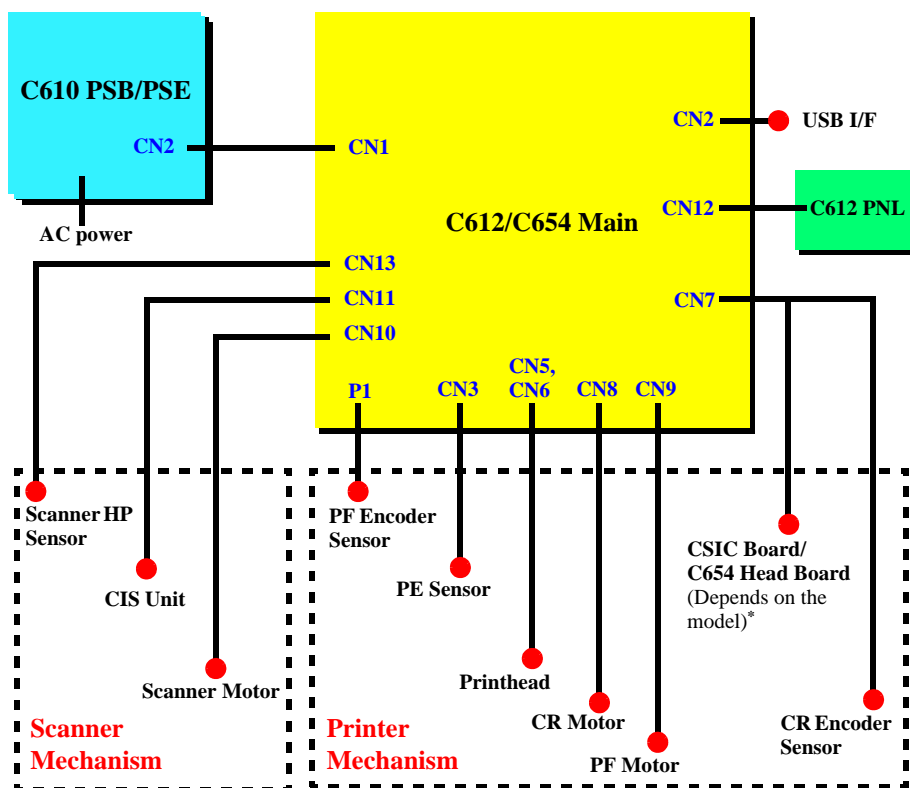 C610 PSB/PSE
CN2
AC power
CN1
CN2
USB I/F
CN12
C612 PNL
C612/C654 Main
CN13
CN11
CN10
CN7
P1
CN3
CN5,
CN6
CN8
CN9
Scanner HP
Sensor
CIS Unit
Scanner Motor
Scanner
Mechanism
PF Encoder
Sensor
PE Sensor
Printhead
CR Motor
PF Motor
CSIC Board/
C654 Head Board
(Depends on the
model)*
CR Encoder
Sensor
Printer
Mechanism